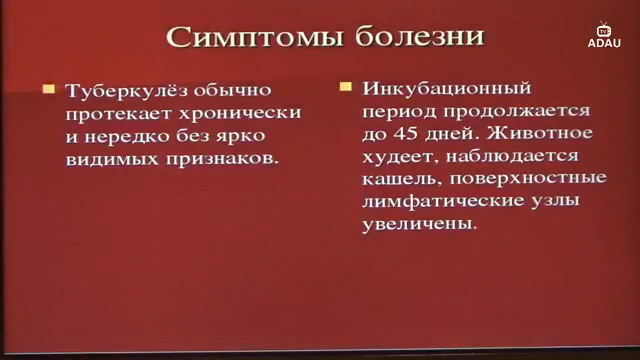 Симптомы болезни
Туберкулёз обычно
протекает хронически
и нередко без ярко
видимых признаков.
Инкубационный
период продолжается
до 45 дней. Животное
худеет, наблюдается
кашель, поверхностные
лимфатические узлы
увеличены.
TV
ADAU